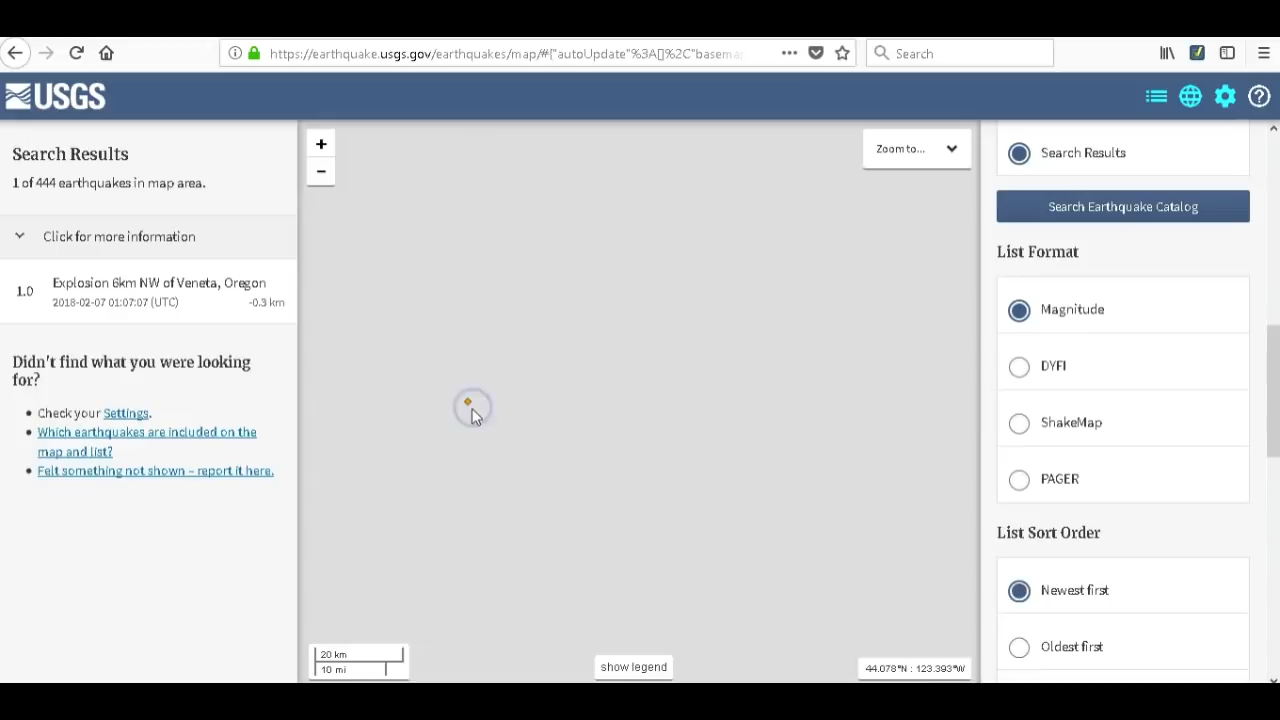 https://earthquake.usgs.gov/earthquakes/map/#{"autoUpdate"%3A[]%2C"basema
Search
USGS
Search Results
1 of 444 earthquakes in map area.
Click for more information
1.0
Explosion 6km NW of Veneta, Oregon
2018-02-07 01:07:07 (UTC)
-0.3 km
Didn't find what you were looking
for?
Check your Settings.
Which earthquakes are included on the
map and list?
Felt something not shown – report it here.
+
−
Zoom to...
20 km
10 mi
show legend
44.078°N : 123.393°W
Search Results
Search Earthquake Catalog
List Format
Magnitude
DYFI
ShakeMap
PAGER
List Sort Order
Newest first
Oldest first